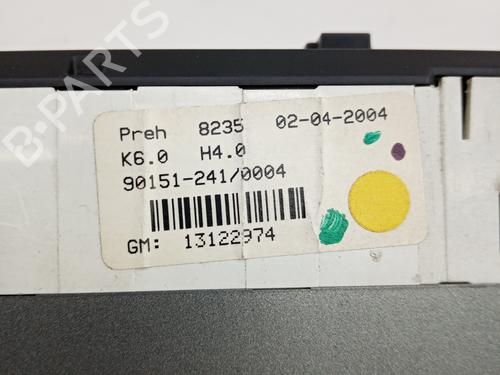 Preh 8235 02-04-2004
K6.0 H4.0
90151-241/0004
GM: 13122974
B-PARTS